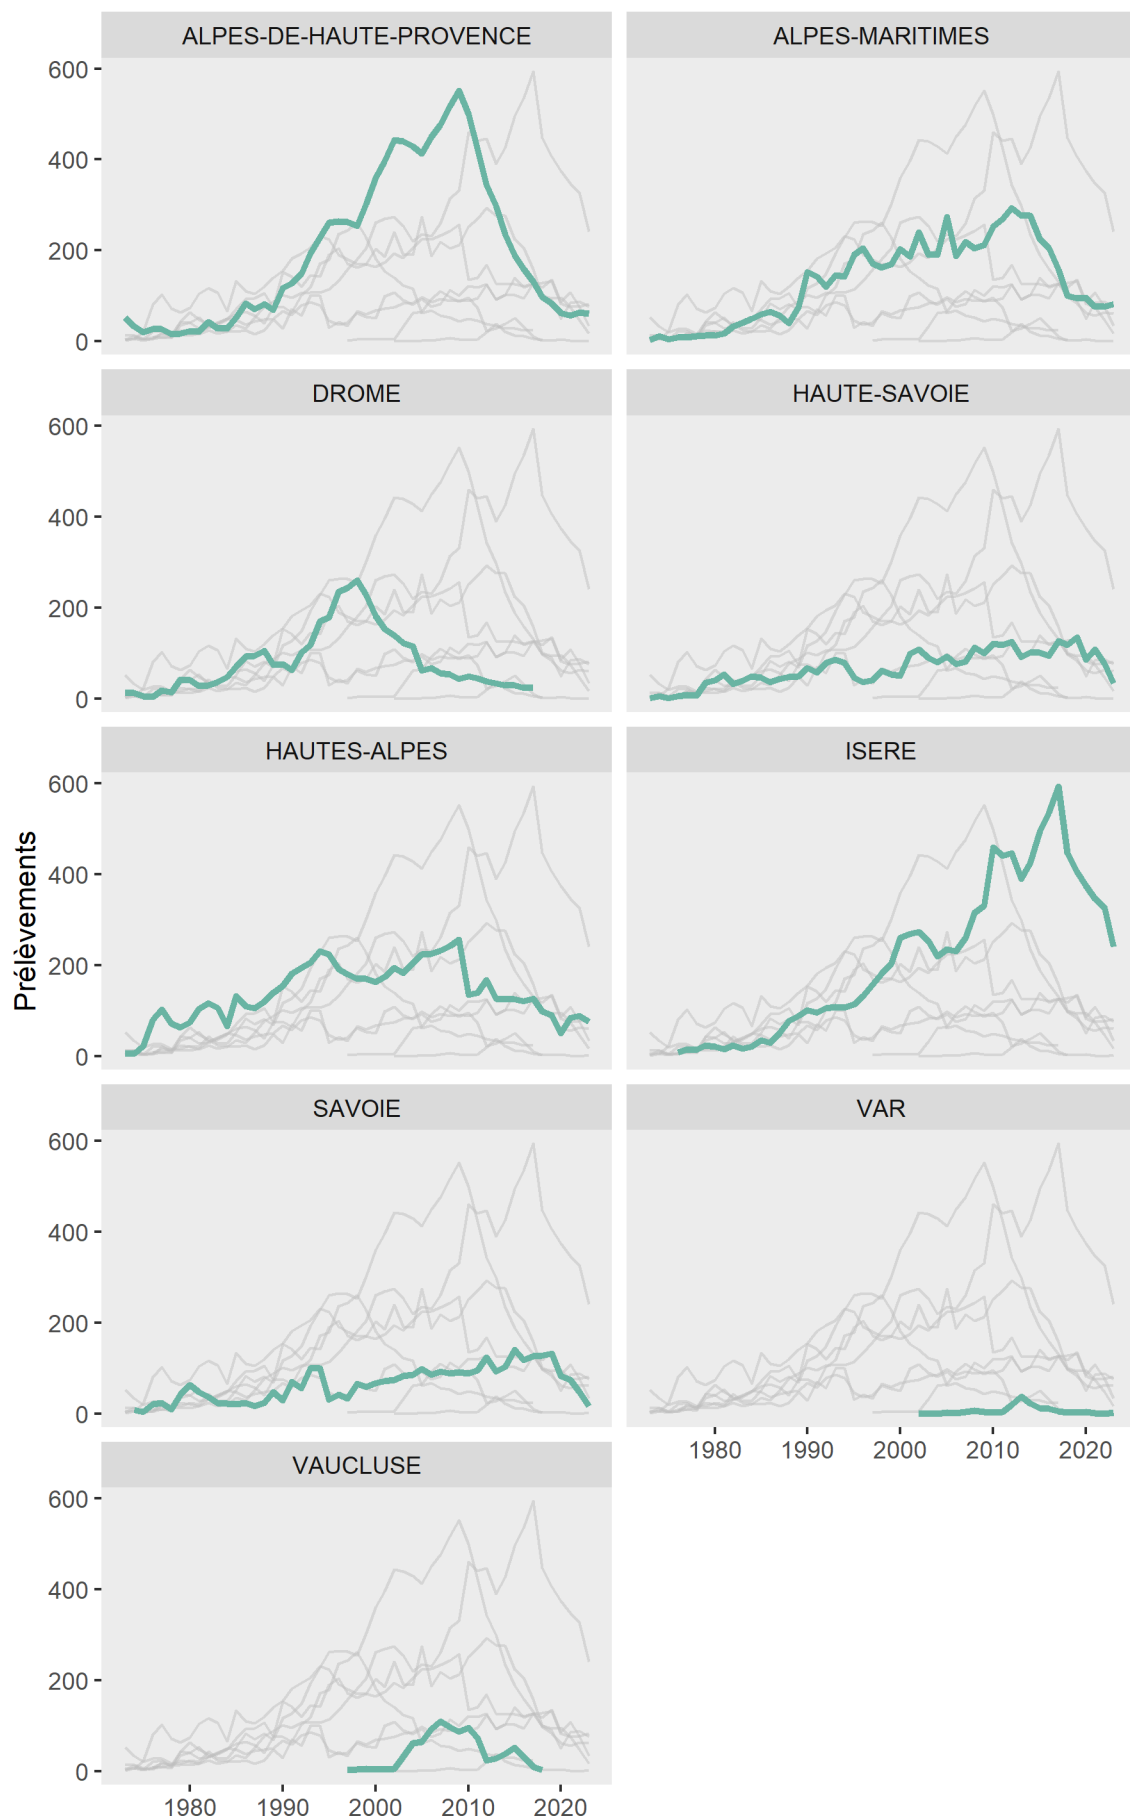 ALPES-DE-HAUTE-PROVENCE
ALPES-MARITIMES
600
400
200
0
DROME
HAUTE-SAVOIE
600
400
200
0
HAUTES-ALPES
ISERE
600
400
200
0
Prélèvements
SAVOIE
VAR
600
400
200
0
1980 1990 2000 2010 2020
VAUCLUSE
600
400
200
0
1980 1990 2000 2010 2020